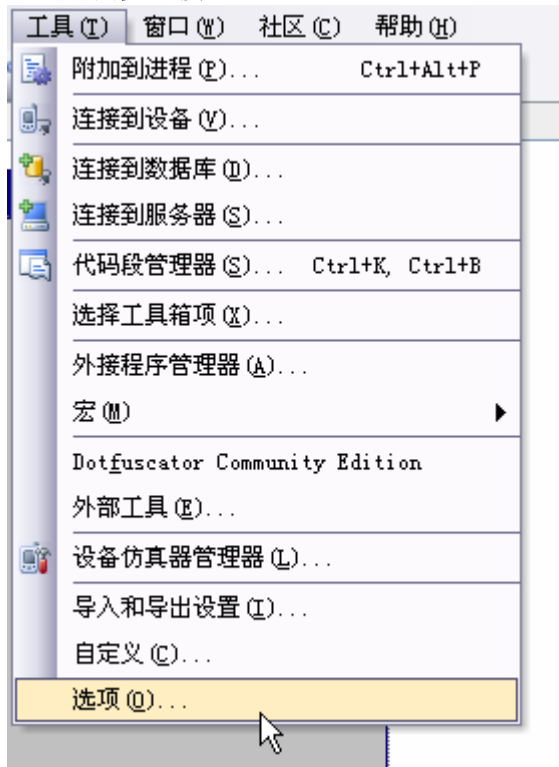 工具(T) 窗口(W) 社区(C) 帮助(H)
附加到进程(P)... Ctrl+Alt+P
连接到设备(V)...
连接到数据库(D)...
连接到服务器(S)...
代码段管理器(S)... Ctrl+K, Ctrl+B
选择工具箱项(X)...
外接程序管理器(A)...
宏(M)
Dotfuscator Community Edition
外部工具(E)...
设备仿真器管理器(L)...
导入和导出设置(I)...
自定义(C)...
选项(O)...